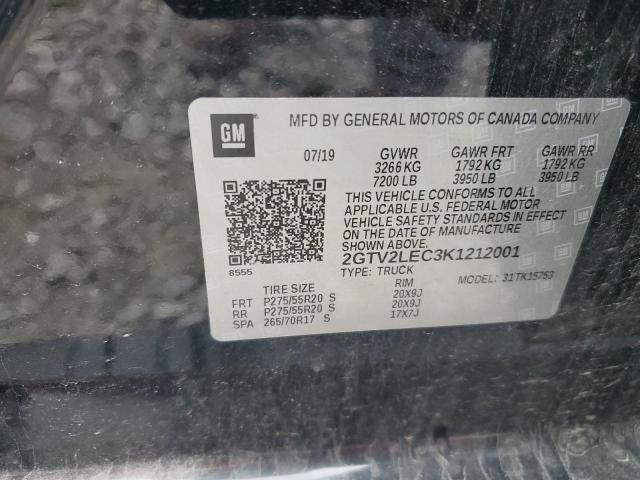 GM
MFD BY GENERAL MOTORS OF CANADA COMPANY
07/19 GVWR GAWR FRT GAWR RR
3266 KG 1792 KG 1792 KG
7200 LB 3950 LB 3950 LB
THIS VEHICLE CONFORMS TO ALL
APPLICABLE U.S. FEDERAL MOTOR
VEHICLE SAFETY STANDARDS IN EFFECT
ON THE DATE OF MANUFACTURE
SHOWN ABOVE.
8555
2GTV2LEC3K1212001
TYPE: TRUCK MODEL: 31TK15753
TIRE SIZE RIM
FRT P275/55R20 S 20X9J
RR P275/55R20 S 20X9J
SPA 265/70R17 S 17X7J